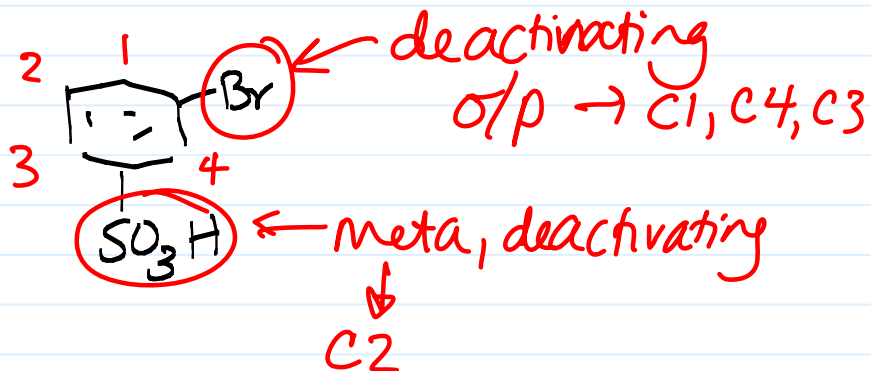 1
2
Br
deactivating
o/p → C1, C4, C3
3
4
SO₃H
meta, deactivating
C2